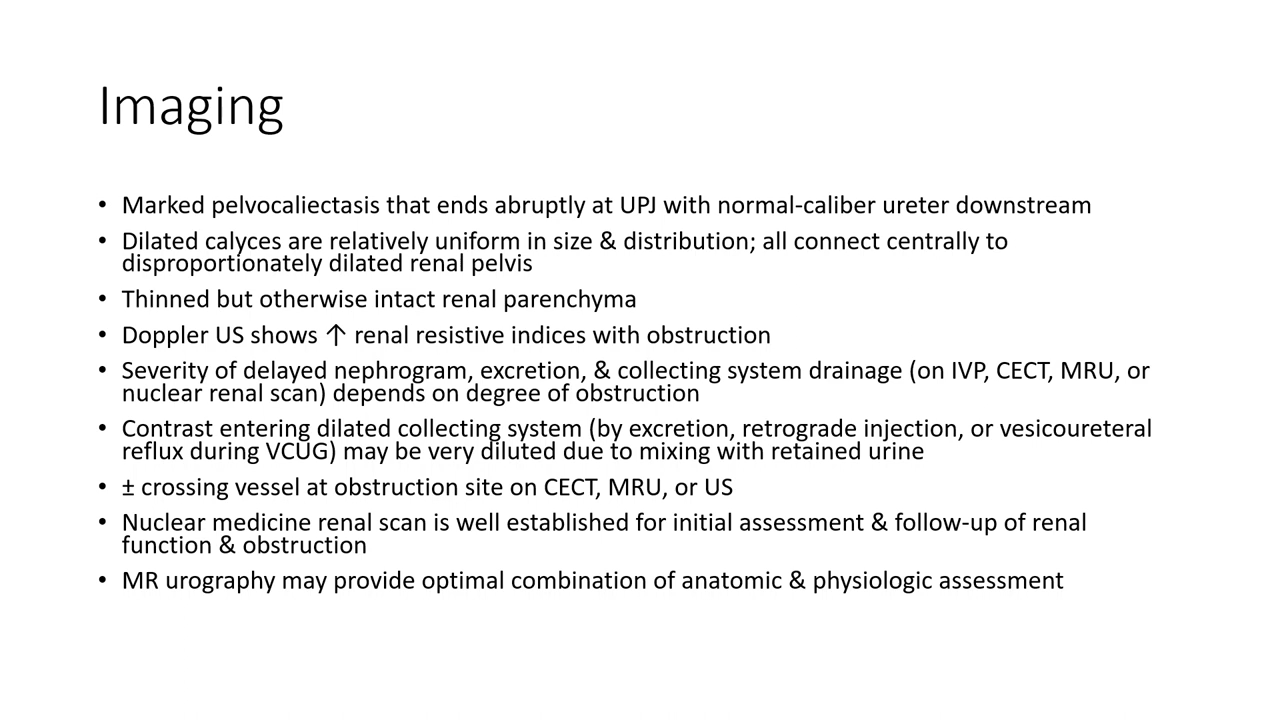 Imaging
• Marked pelvocaliectasis that ends abruptly at UPJ with normal-caliber ureter downstream
• Dilated calyces are relatively uniform in size & distribution; all connect centrally to
disproportionately dilated renal pelvis
• Thinned but otherwise intact renal parenchyma
• Doppler US shows ↑ renal resistive indices with obstruction
• Severity of delayed nephrogram, excretion, & collecting system drainage (on IVP, CECT, MRU, or
nuclear renal scan) depends on degree of obstruction
• Contrast entering dilated collecting system (by excretion, retrograde injection, or vesicoureteral
reflux during VCUG) may be very diluted due to mixing with retained urine
• ± crossing vessel at obstruction site on CECT, MRU, or US
• Nuclear medicine renal scan is well established for initial assessment & follow-up of renal
function & obstruction
• MR urography may provide optimal combination of anatomic & physiologic assessment